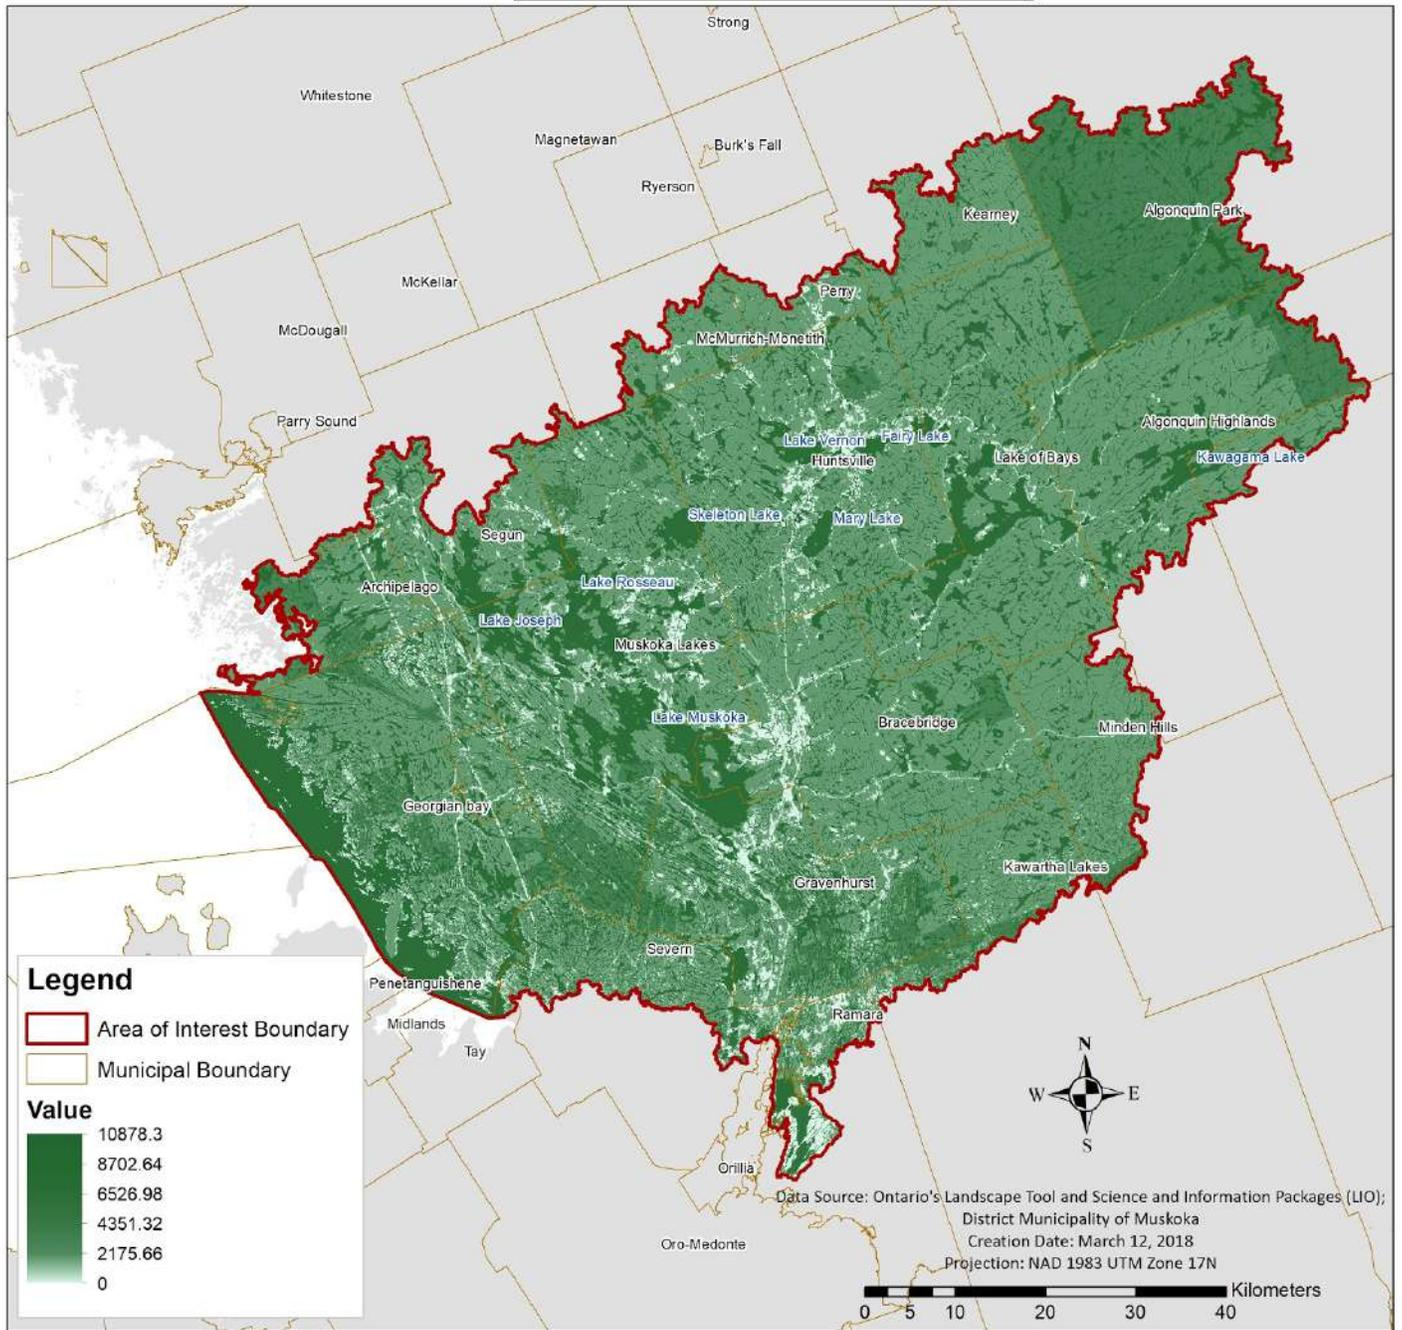 Strong
Whitestone
Magnetawan
Burk's Fall
Ryerson
Kearney
Algonquin Park
McKellar
Perry
McDougall
McMurrich-Monetith
Parry Sound
Algonquin Highlands
Lake Vernon
Fairy Lake
Huntsville
Lake of Bays
Kawagama Lake
Skeleton Lake
Mary Lake
Segun
Archipelago
Lake Rosseau
Lake Joseph
Muskoka Lakes
Lake Muskoka
Bracebridge
Minden Hills
Georgian bay
Kawartha Lakes
Gravenhurst
Severn
Penetanguishene
Ramara
Midlands
Tay
Orillia
Oro-Medonte
Legend
Area of Interest Boundary
Municipal Boundary
Value
10878.3
8702.64
6526.98
4351.32
2175.66
0
N
W E
S
Data Source: Ontario's Landscape Tool and Science and Information Packages (LIO);
District Municipality of Muskoka
Creation Date: March 12, 2018
Projection: NAD 1983 UTM Zone 17N
Kilometers
0 5 10 20 30 40